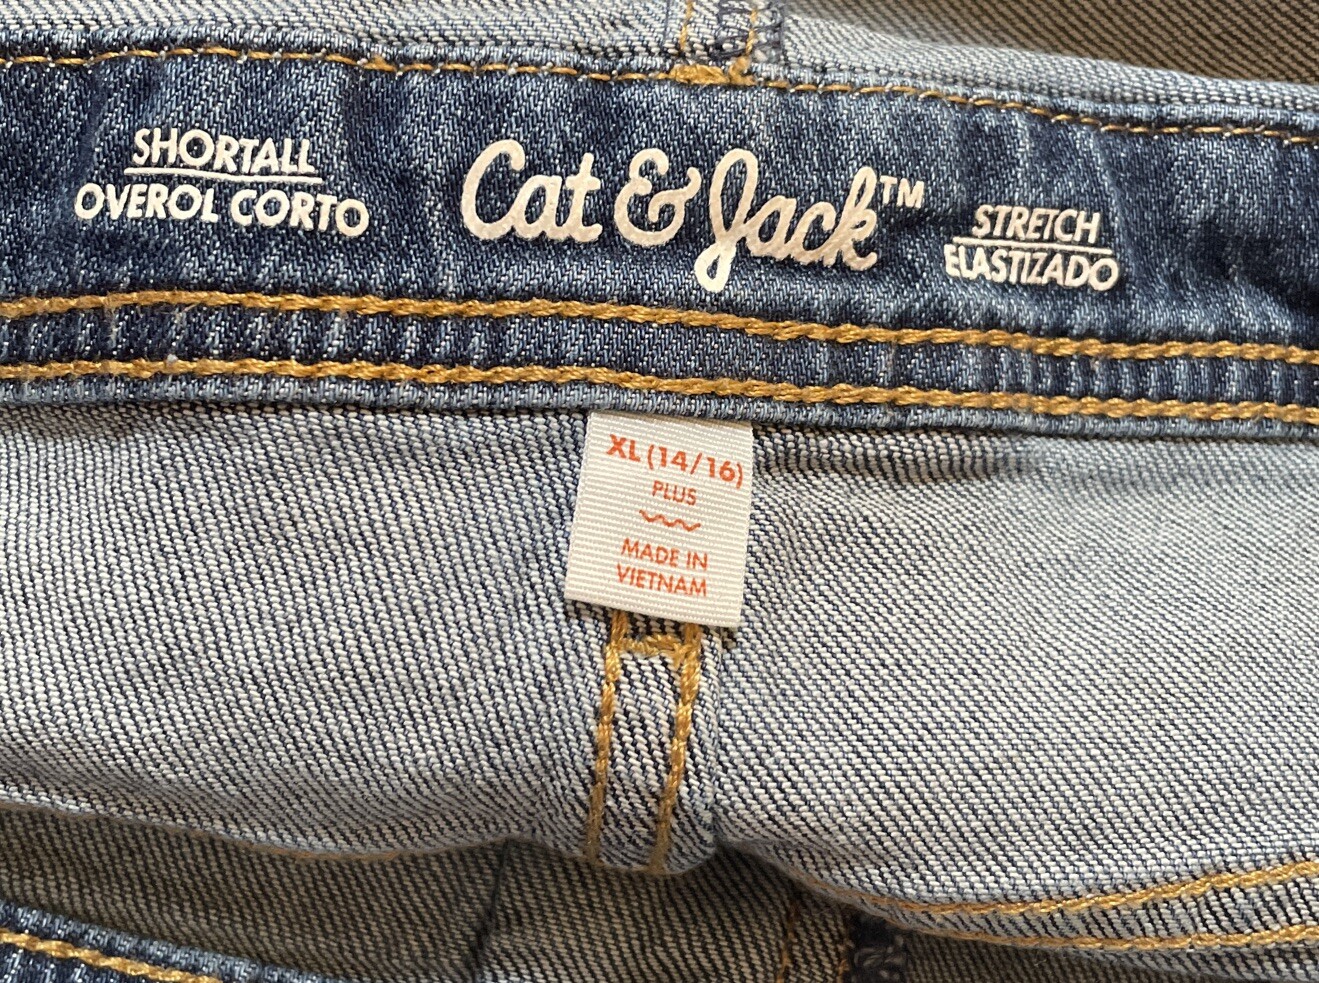 SHORTALL
OVEROL CORTO
Cat & Jack™
STRETCH
ELASTIZADO
XL (14/16)
PLUS
MADE IN
VIETNAM